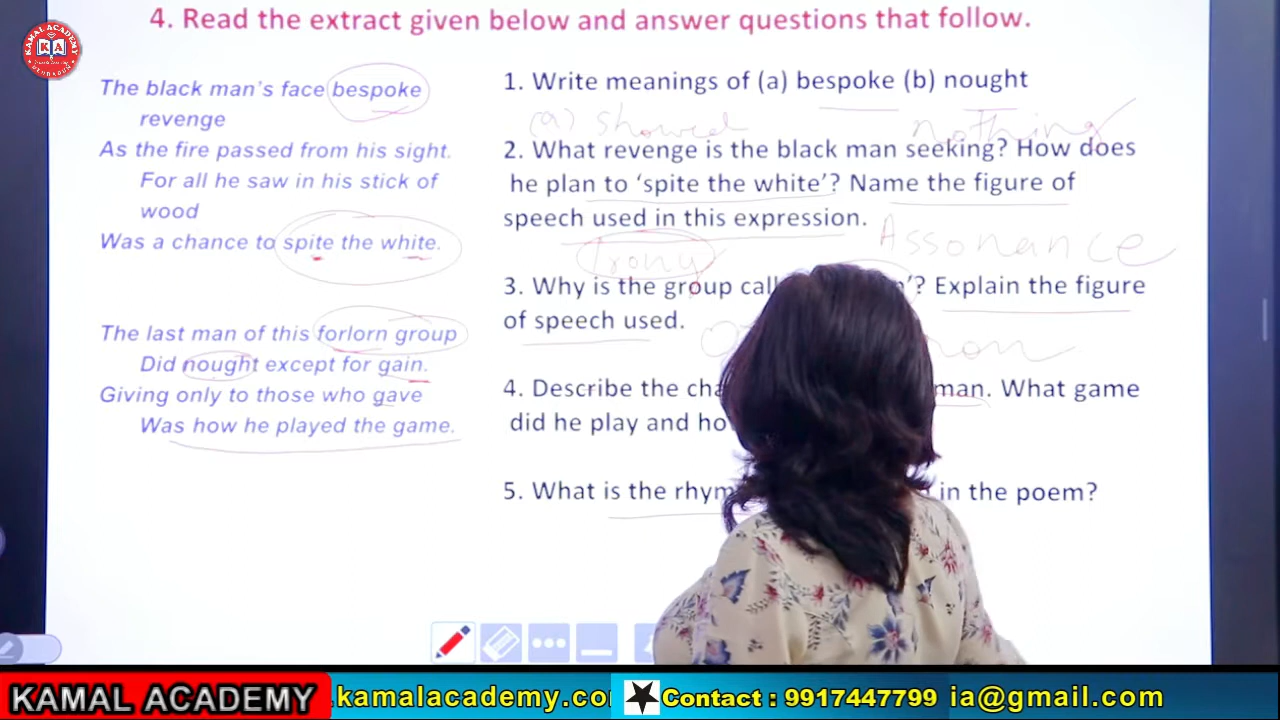 4. Read the extract given below and answer questions that follow.
KAMAL ACADEMY
KA
DEHRADUN
The black man's face bespoke
revenge
As the fire passed from his sight.
For all he saw in his stick of
wood
Was a chance to spite the white.
The last man of this forlorn group
Did nought except for gain.
Giving only to those who gave
Was how he played the game.
1. Write meanings of (a) bespoke (b) nought
(a) showed nothing
2. What revenge is the black man seeking? How does
he plan to 'spite the white'? Name the figure of
speech used in this expression.
Assonance
Irony
3. Why is the group call '? Explain the figure
of speech used.
4. Describe the cha man. What game
did he play and ho
5. What is the rhym in the poem?
KAMAL ACADEMY .kamalacademy.co Contact : 9917447799 ia@gmail.com